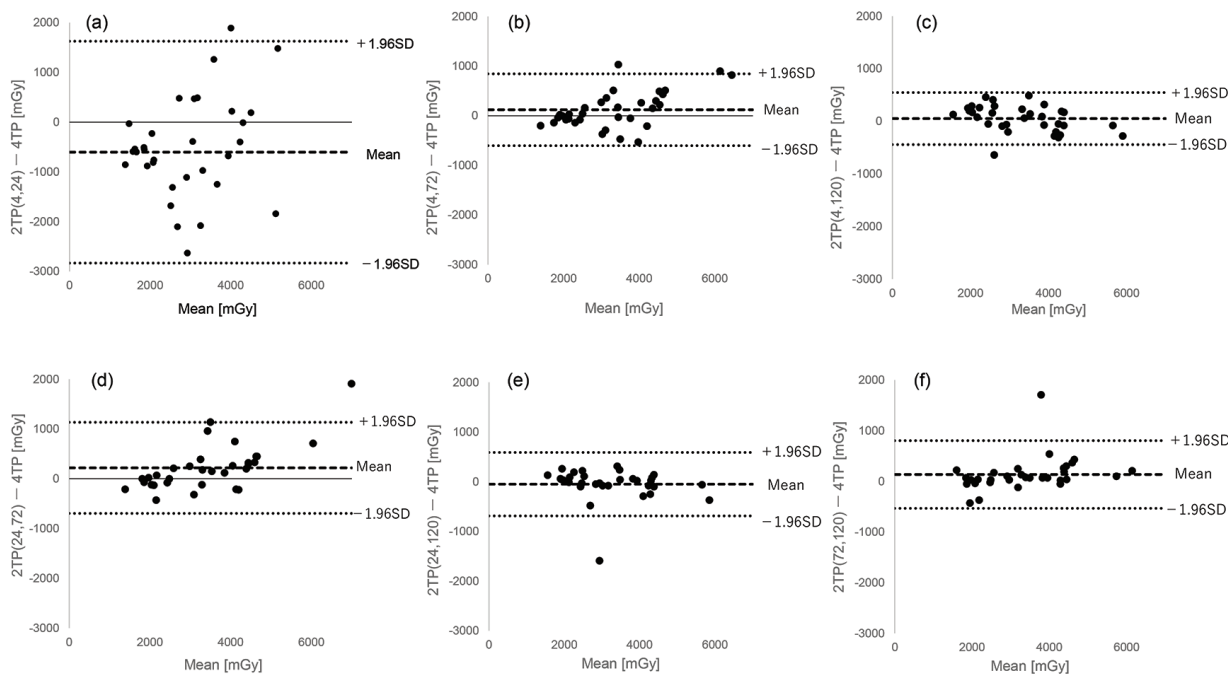 (a)
2000
1000
0
-1000
-2000
-3000
2TP(4,24) — 4TP [mGy]
+1.96SD
Mean
−1.96SD
0 2000 4000 6000
Mean [mGy]
(b)
2000
1000
0
-1000
-2000
-3000
2TP(4,72) — 4TP [mGy]
+1.96SD
Mean
−1.96SD
0 2000 4000 6000
Mean [mGy]
(c)
2000
1000
0
-1000
-2000
-3000
2TP(4,120) — 4TP [mGy]
+1.96SD
Mean
−1.96SD
0 2000 4000 6000
Mean [mGy]
(d)
2000
1000
0
-1000
-2000
-3000
2TP(24,72) — 4TP [mGy]
+1.96SD
Mean
−1.96SD
0 2000 4000 6000
Mean [mGy]
(e)
2000
1000
0
-1000
-2000
-3000
2TP(24,120) — 4TP [mGy]
+1.96SD
Mean
−1.96SD
0 2000 4000 6000
Mean [mGy]
(f)
2000
1000
0
-1000
-2000
-3000
2TP(72,120) — 4TP [mGy]
+1.96SD
Mean
−1.96SD
0 2000 4000 6000
Mean [mGy]